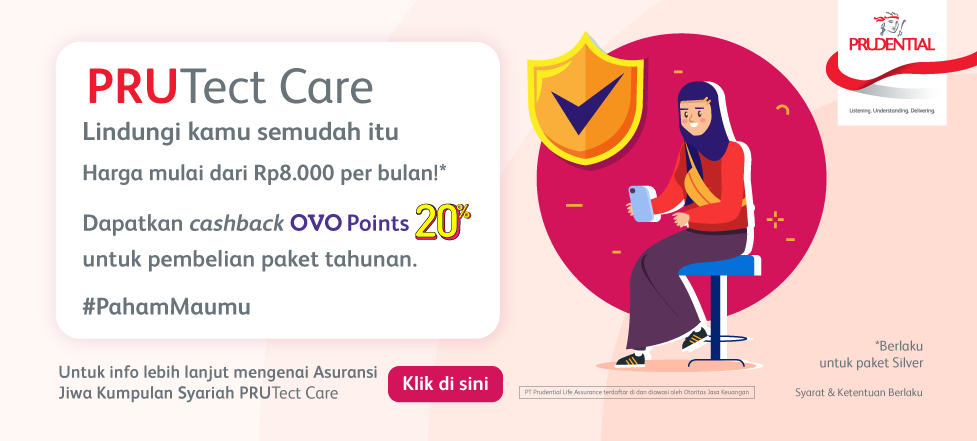 PRUTect Care
Lindungi kamu semudah itu
Harga mulai dari Rp8.000 per bulan!*
Dapatkan cashback OVO Points 20%
untuk pembelian paket tahunan.
#PahamMaumu
Untuk info lebih lanjut mengenai Asuransi
Jiwa Kumpulan Syariah PRUTect Care
Klik di sini
PRUDENTIAL
Listening. Understanding. Delivering.
*Berlaku
untuk paket Silver
PT Prudential Life Assurance terdaftar di dan diawasi oleh Otoritas Jasa Keuangan
Syarat & Ketentuan Berlaku